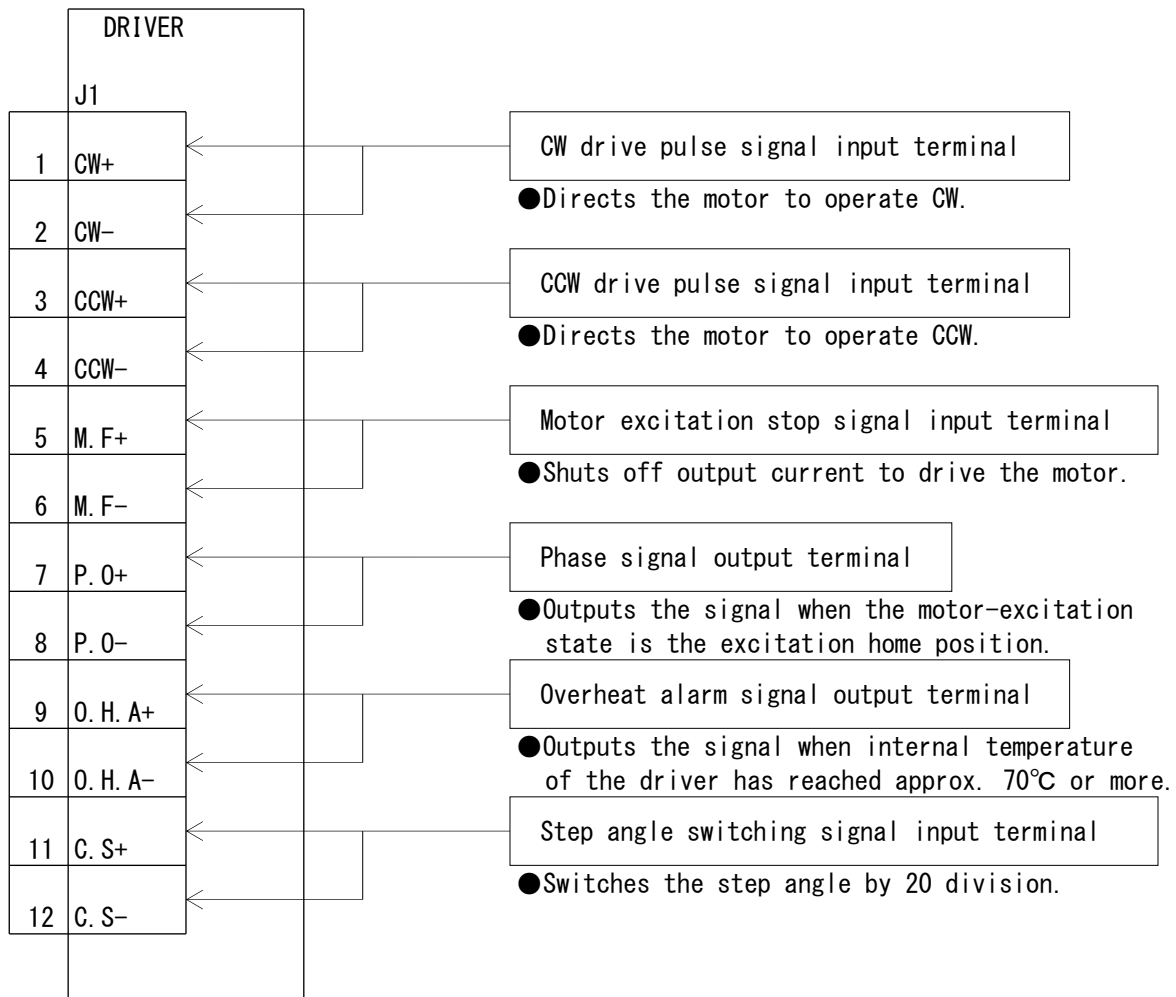 DRIVER
J1
1 CW+
CW drive pulse signal input terminal
●Directs the motor to operate CW.
2 CW-
3 CCW+
CCW drive pulse signal input terminal
●Directs the motor to operate CCW.
4 CCW-
5 M.F+
Motor excitation stop signal input terminal
●Shuts off output current to drive the motor.
6 M.F-
7 P.O+
Phase signal output terminal
●Outputs the signal when the motor-excitation
state is the excitation home position.
8 P.O-
9 O.H.A+
Overheat alarm signal output terminal
●Outputs the signal when internal temperature
of the driver has reached approx. 70℃ or more.
10 O.H.A-
11 C.S+
Step angle switching signal input terminal
●Switches the step angle by 20 division.
12 C.S-